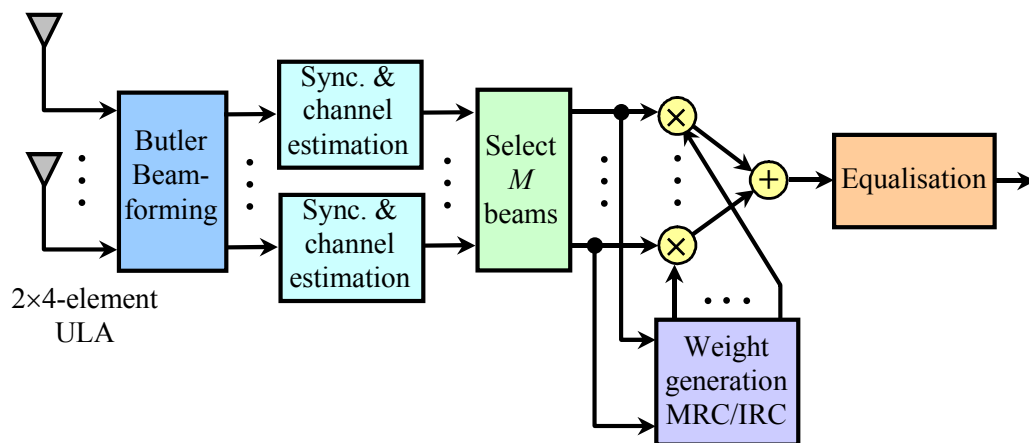 Sync. &
channel
estimation
Butler
Beam-
forming
Select
M
beams
×
+
Equalisation
Sync. &
channel
estimation
×
2×4-element
ULA
Weight
generation
MRC/IRC